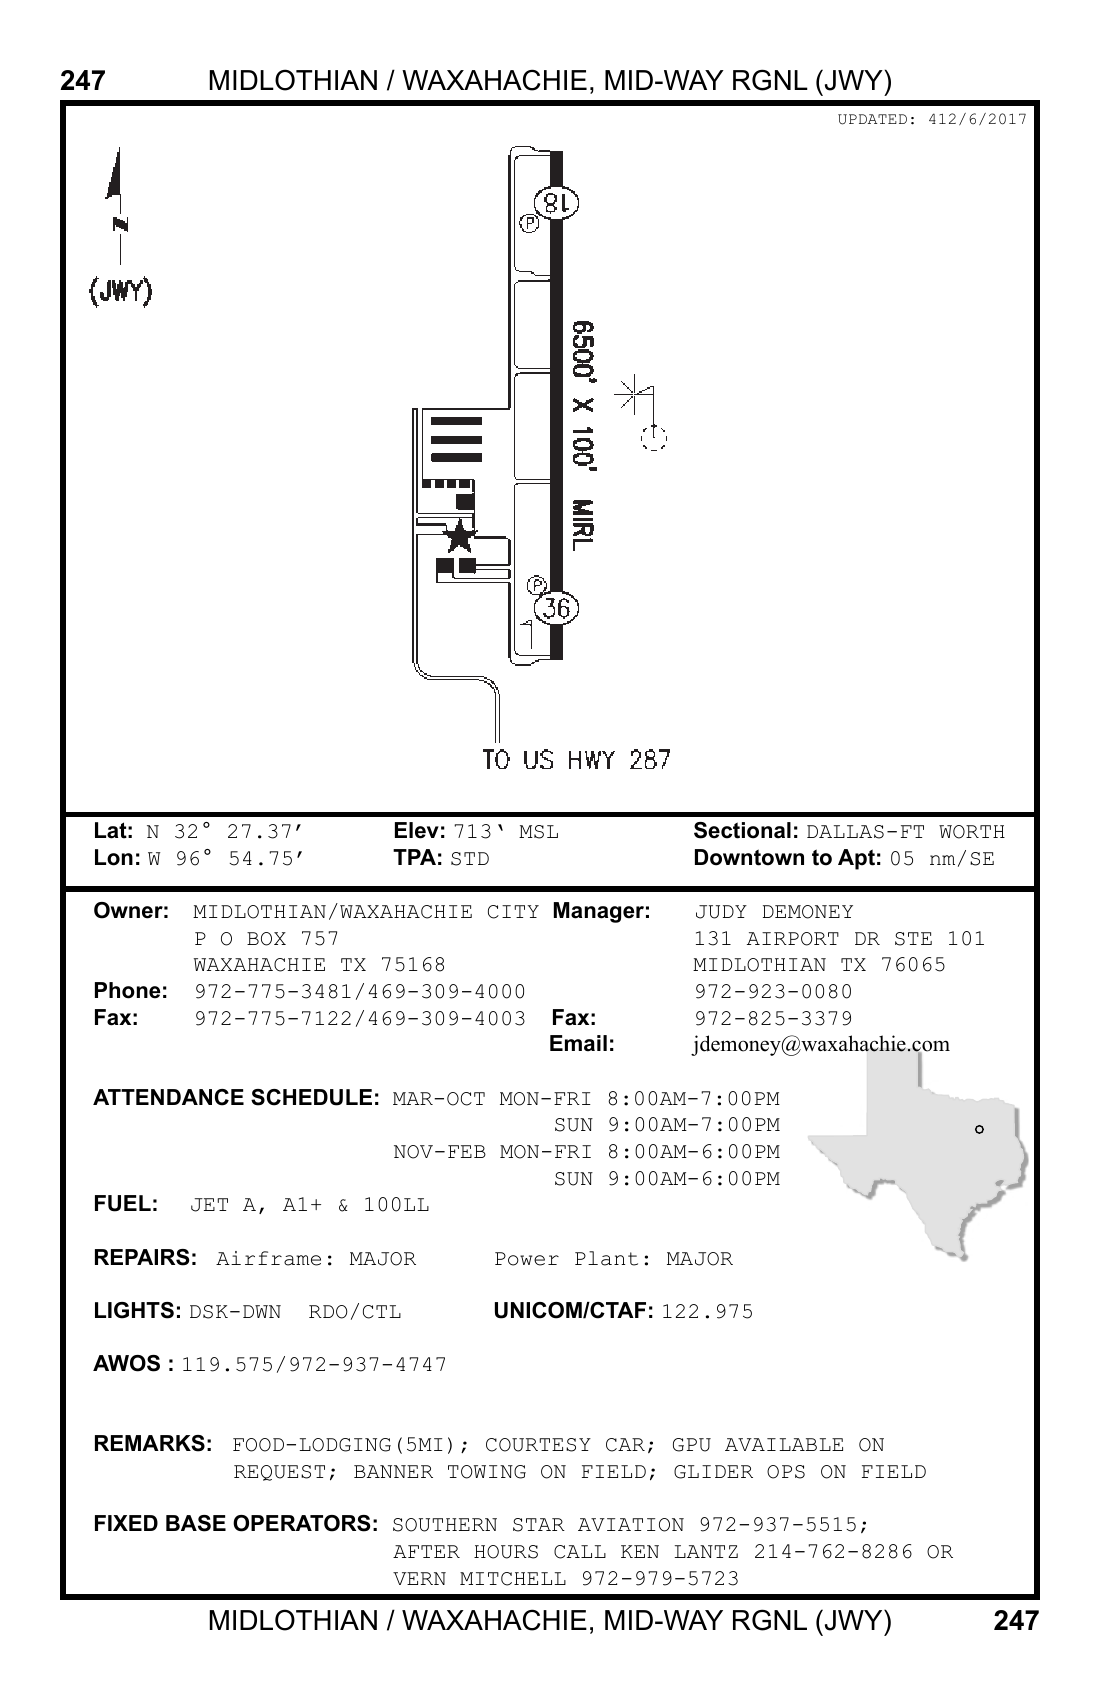 247 MIDLOTHIAN / WAXAHACHIE, MID-WAY RGNL (JWY)
UPDATED: 412/6/2017
N
(JWY)
18
P
6500' X 100' MIRL
P
36
TO US HWY 287
Lat: N 32° 27.37’ Elev: 713‘ MSL Sectional: DALLAS-FT WORTH
Lon: W 96° 54.75’ TPA: STD Downtown to Apt: 05 nm/SE
Owner: MIDLOTHIAN/WAXAHACHIE CITY Manager: JUDY DEMONEY
P O BOX 757 131 AIRPORT DR STE 101
WAXAHACHIE TX 75168 MIDLOTHIAN TX 76065
Phone: 972-775-3481/469-309-4000 972-923-0080
Fax: 972-775-7122/469-309-4003 Fax: 972-825-3379
Email: jdemoney@waxahachie.com
ATTENDANCE SCHEDULE: MAR-OCT MON-FRI 8:00AM-7:00PM
SUN 9:00AM-7:00PM
NOV-FEB MON-FRI 8:00AM-6:00PM
SUN 9:00AM-6:00PM
FUEL: JET A, A1+ & 100LL
REPAIRS: Airframe: MAJOR Power Plant: MAJOR
LIGHTS: DSK-DWN RDO/CTL UNICOM/CTAF: 122.975
AWOS : 119.575/972-937-4747
REMARKS: FOOD-LODGING(5MI); COURTESY CAR; GPU AVAILABLE ON
REQUEST; BANNER TOWING ON FIELD; GLIDER OPS ON FIELD
FIXED BASE OPERATORS: SOUTHERN STAR AVIATION 972-937-5515;
AFTER HOURS CALL KEN LANTZ 214-762-8286 OR
VERN MITCHELL 972-979-5723
MIDLOTHIAN / WAXAHACHIE, MID-WAY RGNL (JWY) 247